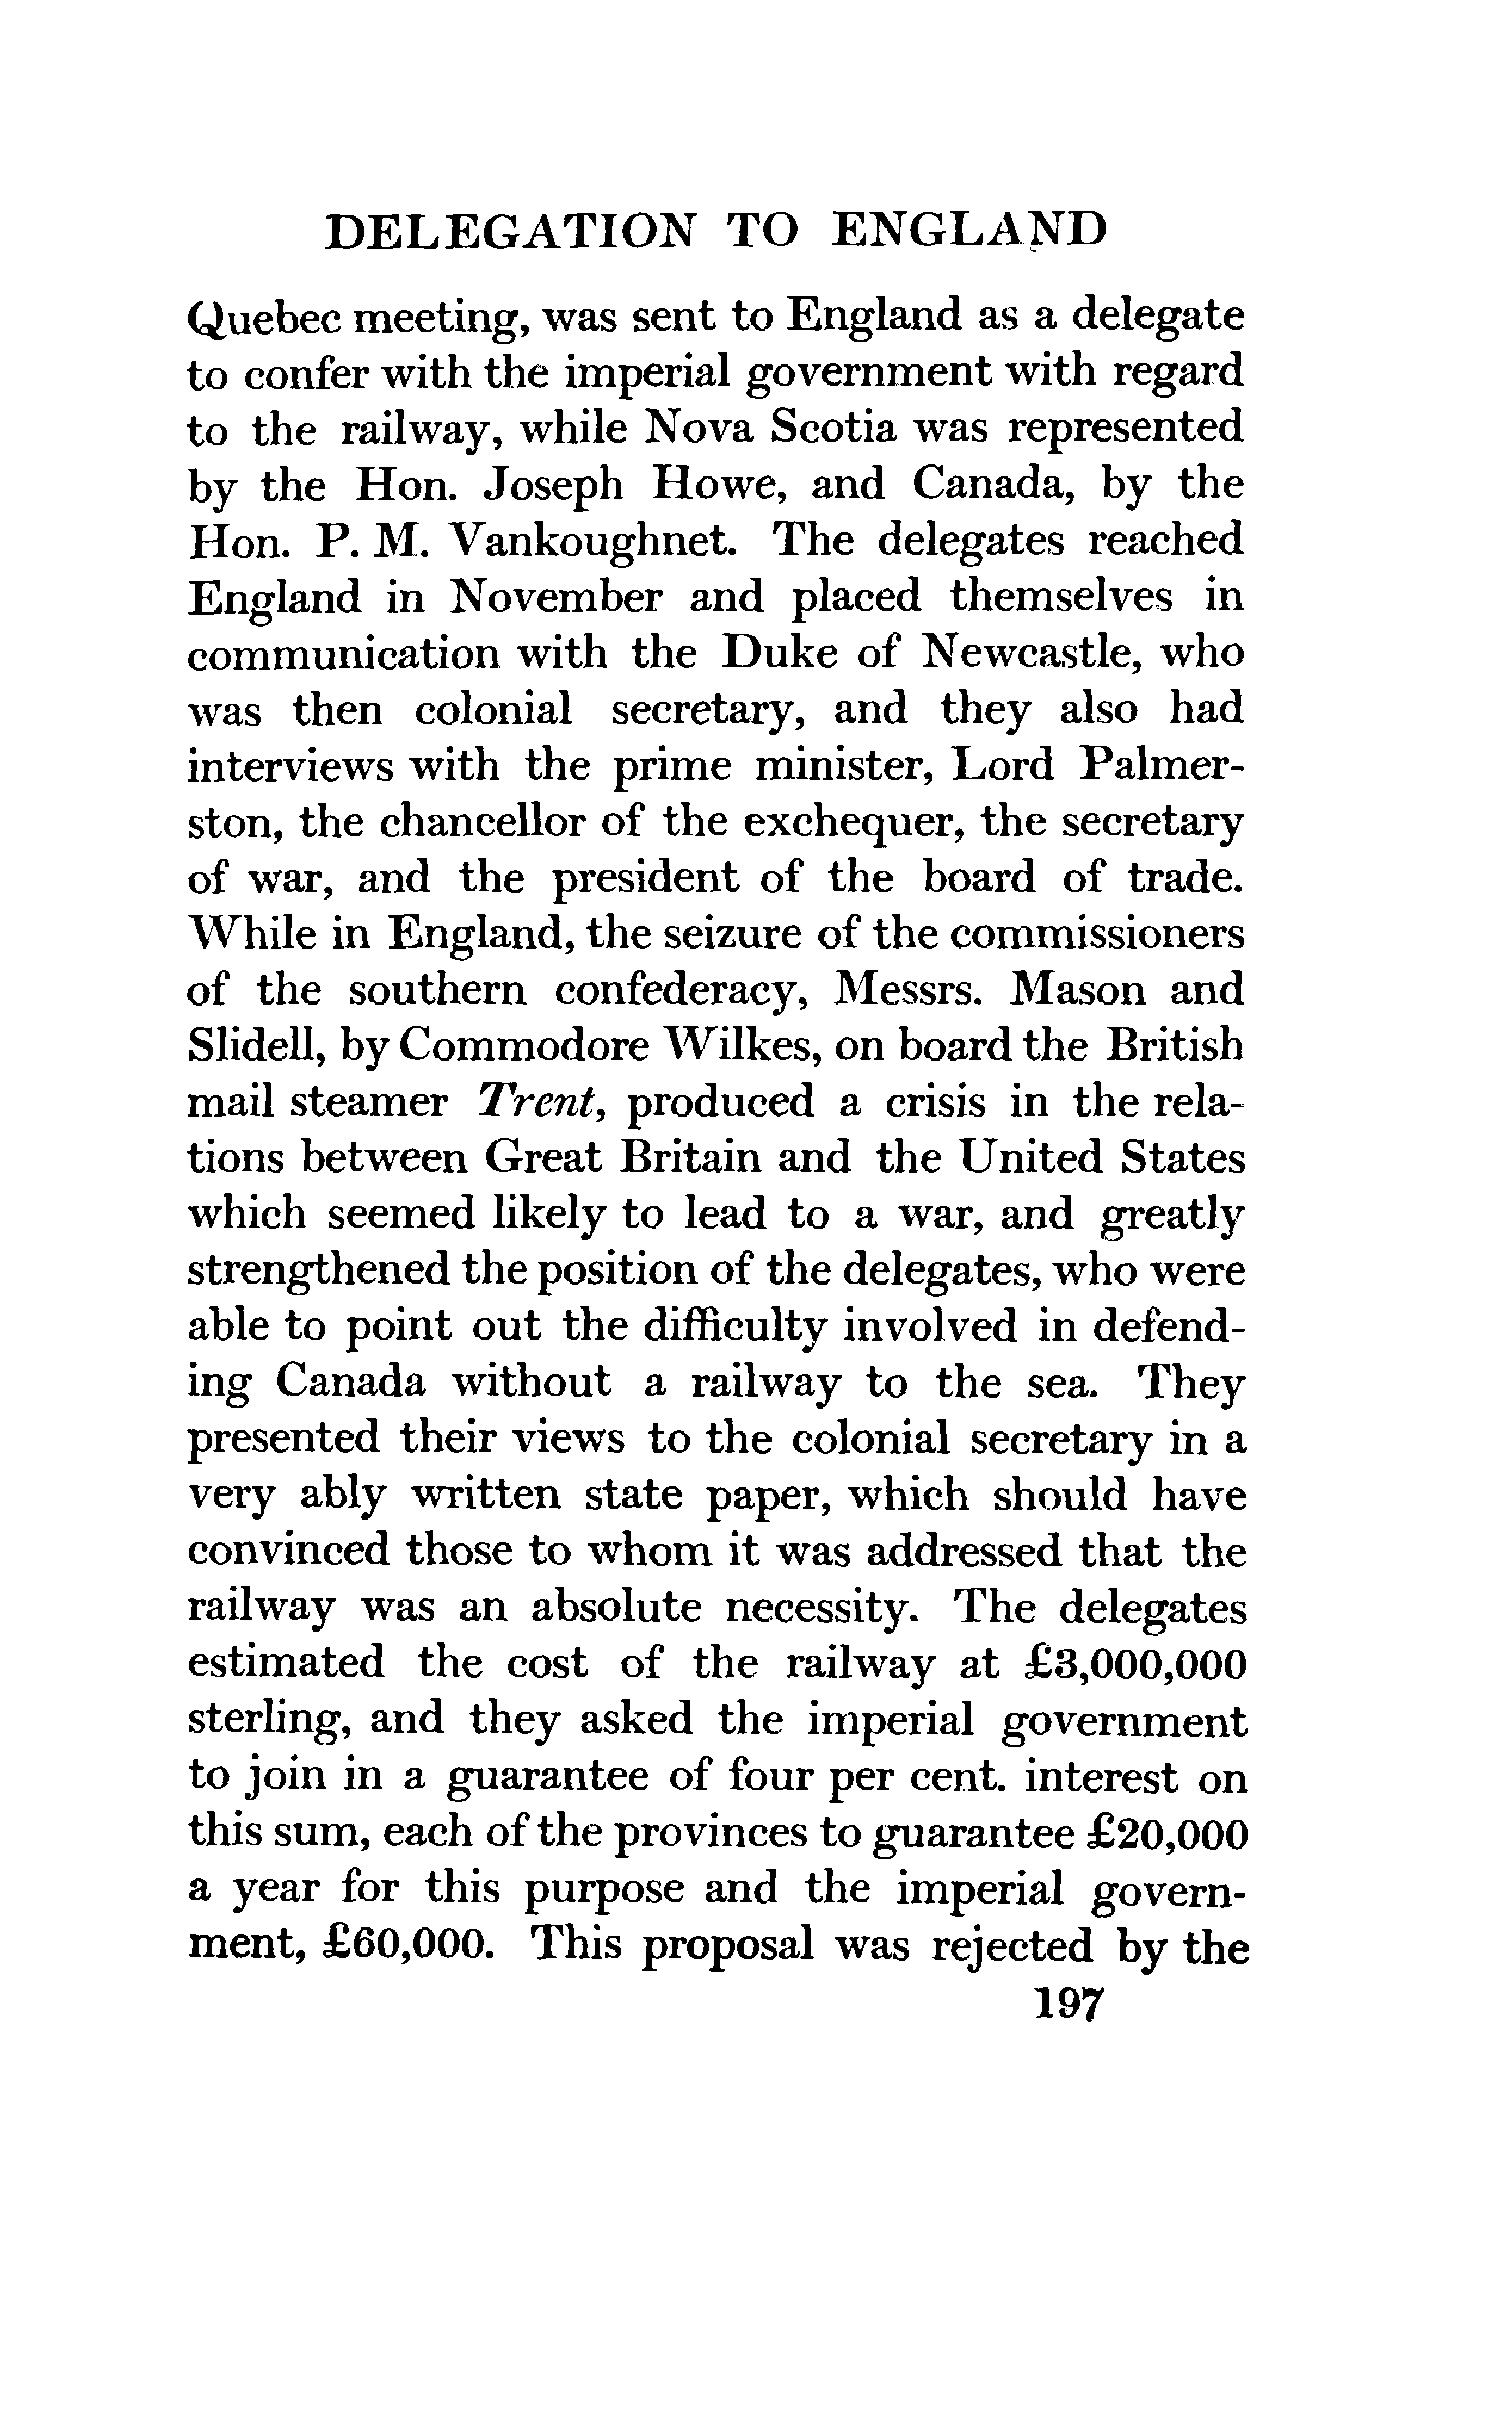 DELEGATION TO ENGLAND
Quebec meeting, was sent to England as a delegate
to confer with the imperial government with regard
to the railway, while Nova Scotia was represented
by the Hon. Joseph Howe, and Canada, by the
Hon. P. M. Vankoughnet. The delegates reached
England in November and placed themselves in
communication with the Duke of Newcastle, who
was then colonial secretary, and they also had
interviews with the prime minister, Lord Palmer-
ston, the chancellor of the exchequer, the secretary
of war, and the president of the board of trade.
While in England, the seizure of the commissioners
of the southern confederacy, Messrs. Mason and
Slidell, by Commodore Wilkes, on board the British
mail steamer Trent, produced a crisis in the rela-
tions between Great Britain and the United States
which seemed likely to lead to a war, and greatly
strengthened the position of the delegates, who were
able to point out the difficulty involved in defend-
ing Canada without a railway to the sea. They
presented their views to the colonial secretary in a
very ably written state paper, which should have
convinced those to whom it was addressed that the
railway was an absolute necessity. The delegates
estimated the cost of the railway at £3,000,000
sterling, and they asked the imperial government
to join in a guarantee of four per cent. interest on
this sum, each of the provinces to guarantee £20,000
a year for this purpose and the imperial govern-
ment, £60,000. This proposal was rejected by the
197